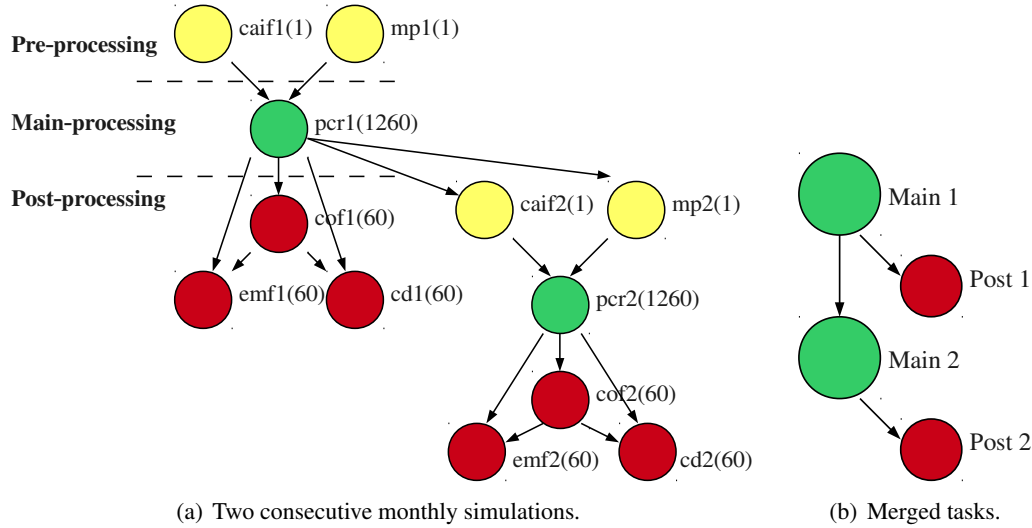 caif1(1)
mp1(1)
Pre-processing
Main-processing
pcr1(1260)
Post-processing
cof1(60)
caif2(1)
mp2(1)
emf1(60)
cd1(60)
pcr2(1260)
cof2(60)
emf2(60)
cd2(60)
Main 1
Post 1
Main 2
Post 2
(a) Two consecutive monthly simulations.
(b) Merged tasks.